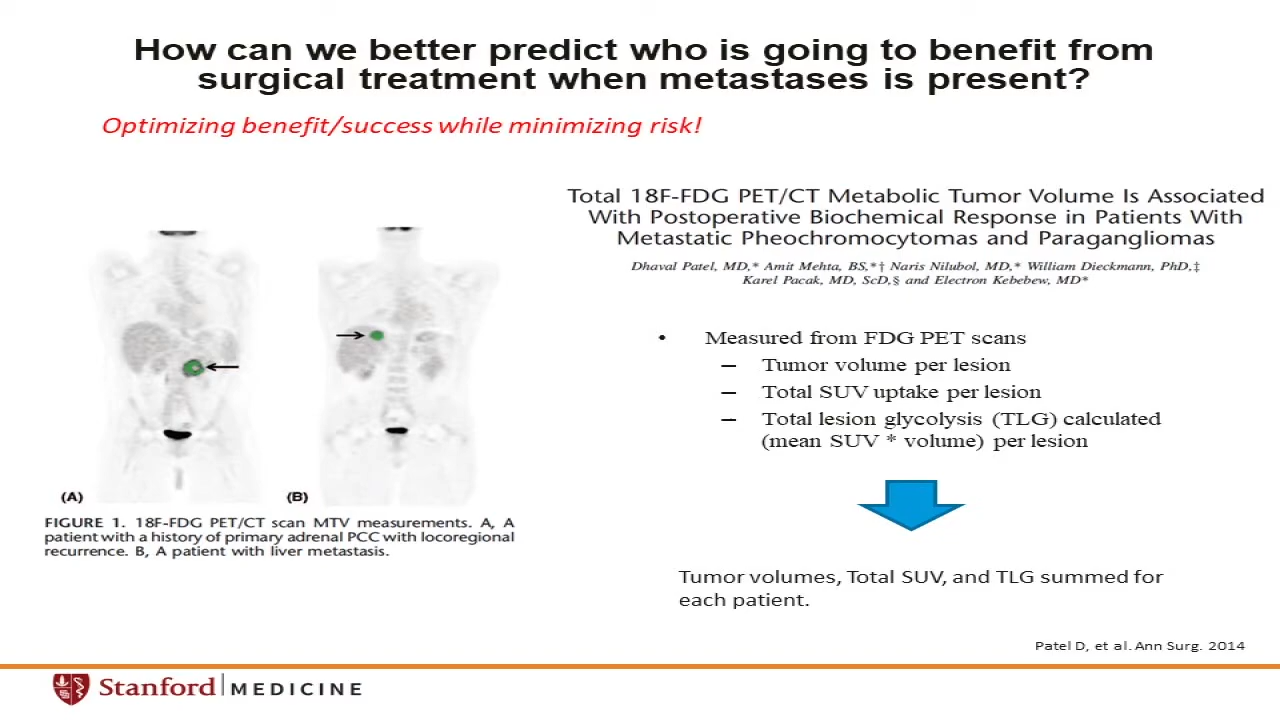 How can we better predict who is going to benefit from
surgical treatment when metastases is present?
Optimizing benefit/success while minimizing risk!
Total 18F-FDG PET/CT Metabolic Tumor Volume Is Associated
With Postoperative Biochemical Response in Patients With
Metastatic Pheochromocytomas and Paragangliomas
Dhaval Patel, MD,* Amit Mehta, BS,*† Naris Nilubol, MD,* William Dieckmann, PhD,‡
Karel Pacak, MD, ScD,§ and Electron Kebebew, MD*
(A)
(B)
FIGURE 1. 18F-FDG PET/CT scan MTV measurements. A, A
patient with a history of primary adrenal PCC with locoregional
recurrence. B, A patient with liver metastasis.
• Measured from FDG PET scans
– Tumor volume per lesion
– Total SUV uptake per lesion
– Total lesion glycolysis (TLG) calculated
(mean SUV * volume) per lesion
Tumor volumes, Total SUV, and TLG summed for
each patient.
Patel D, et al. Ann Surg. 2014
Stanford MEDICINE